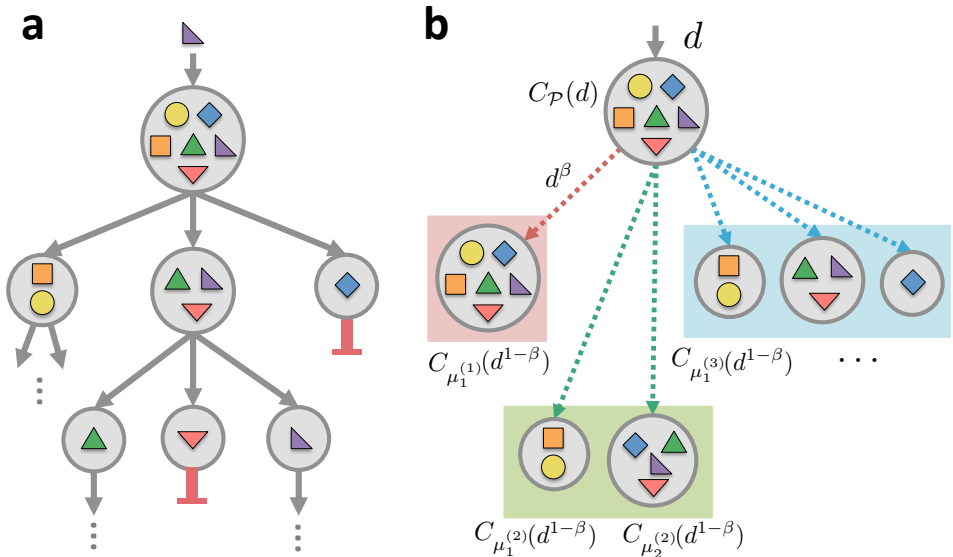 a
b
d
C_𝒫(d)
d^β
C_{μ_1^{(1)}}(d^{1−β})
C_{μ_1^{(3)}}(d^{1−β})
· · ·
C_{μ_1^{(2)}}(d^{1−β})
C_{μ_2^{(2)}}(d^{1−β})